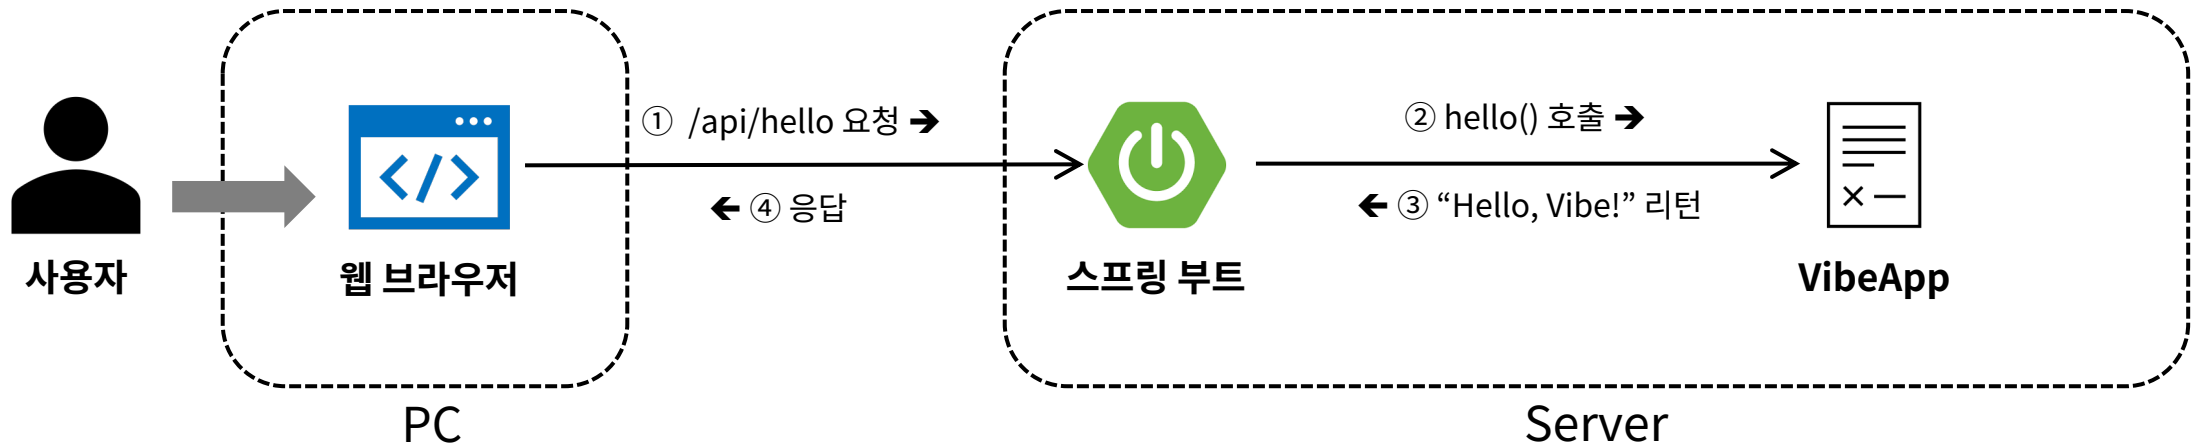 ① /api/hello 요청 🡺
🡸 ④ 응답
② hello() 호출 🡺
🡸 ③ “Hello, Vibe!” 리턴
사용자
웹 브라우저
스프링 부트
VibeApp
PC
Server